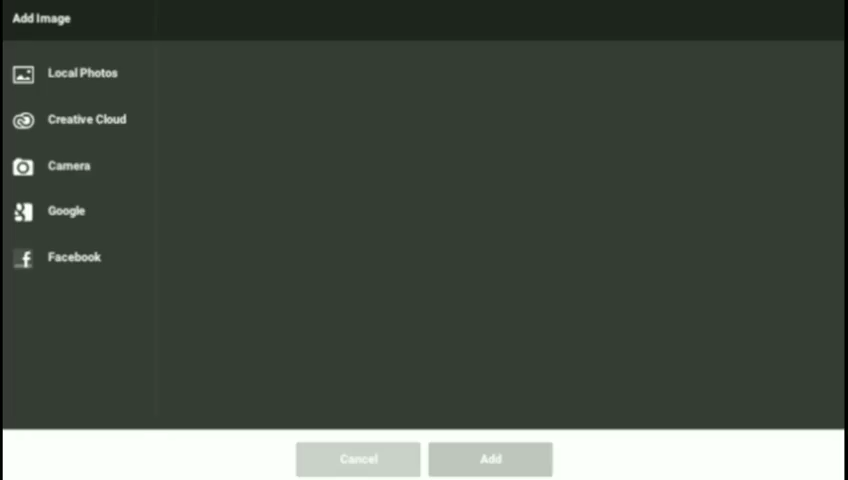 Add Image
Local Photos
Creative Cloud
Camera
Google
Facebook
Cancel
Add